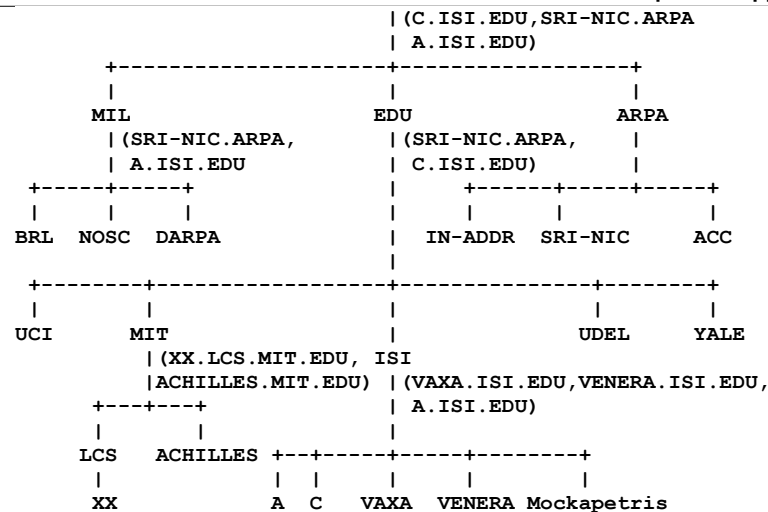 |(C.ISI.EDU,SRI-NIC.ARPA
| A.ISI.EDU)
+---------------------+------------------+
| | |
MIL EDU ARPA
|(SRI-NIC.ARPA, |(SRI-NIC.ARPA, |
| A.ISI.EDU | C.ISI.EDU) |
+-----+-----+ | +------+-----+-----+
| | | | | | |
BRL NOSC DARPA | IN-ADDR SRI-NIC ACC
|
+--------+------------------+---------------+--------+
| | | | |
UCI MIT | UDEL YALE
|(XX.LCS.MIT.EDU, ISI
|ACHILLES.MIT.EDU) |(VAXA.ISI.EDU,VENERA.ISI.EDU,
+---+---+ | A.ISI.EDU)
| | |
LCS ACHILLES +--+-----+-----+--------+
| | | | | |
XX A C VAXA VENERA Mockapetris